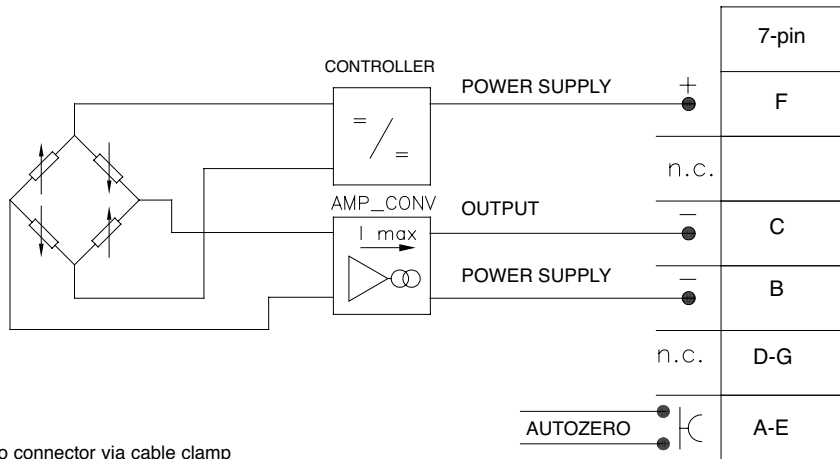 7-pin
CONTROLLER
POWER SUPPLY + F
= / =
n.c.
AMP_CONV
OUTPUT – C
I max
POWER SUPPLY – B
n.c. D-G
AUTOZERO A-E
o connector via cable clamp